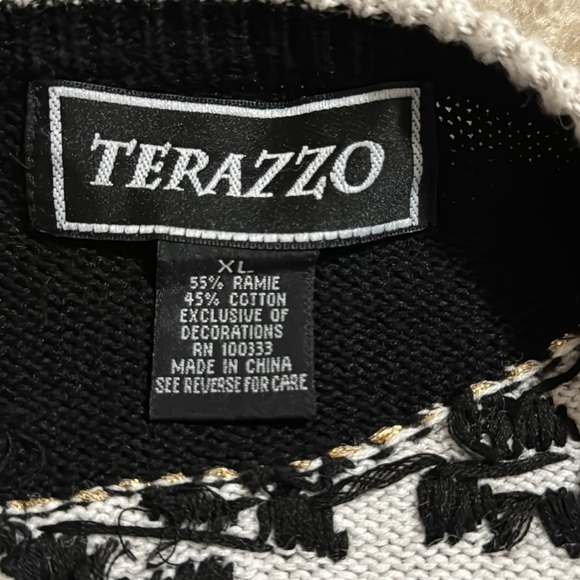 TERAZZO
XL
55% RAMIE
45% COTTON
EXCLUSIVE OF
DECORATIONS
RN 100333
MADE IN CHINA
SEE REVERSE FOR CARE